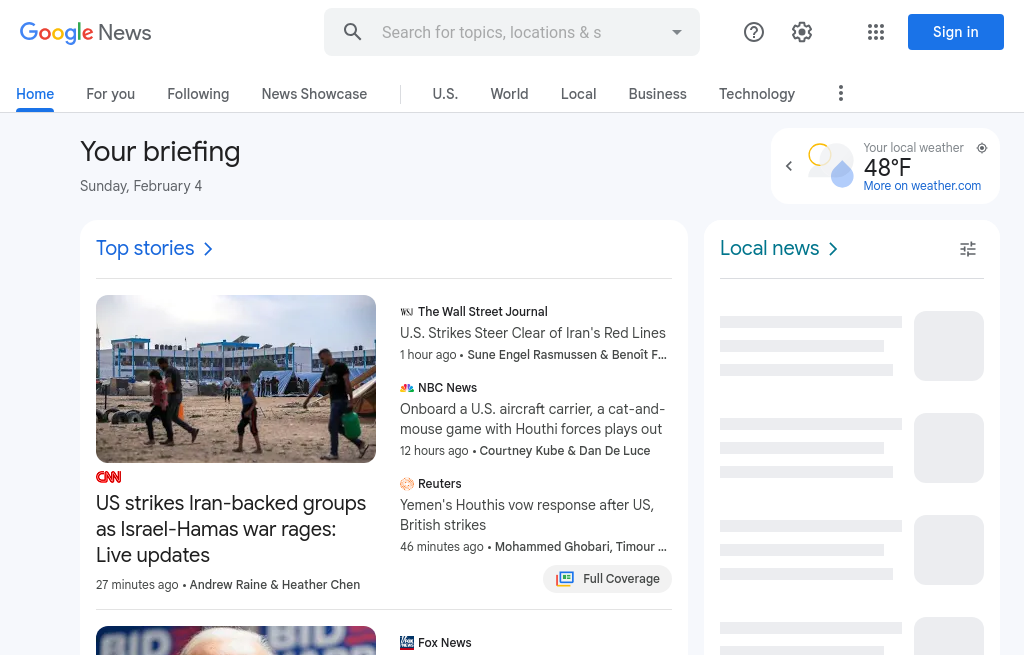 Google News
Search for topics, locations & s
Sign in
Home
For you
Following
News Showcase
U.S.
World
Local
Business
Technology
Your briefing
Sunday, February 4
Your local weather
48°F
More on weather.com
Top stories
CNN
US strikes Iran-backed groups
as Israel-Hamas war rages:
Live updates
27 minutes ago • Andrew Raine & Heather Chen
WSJ The Wall Street Journal
U.S. Strikes Steer Clear of Iran's Red Lines
1 hour ago • Sune Engel Rasmussen & Benoît F...
NBC News
Onboard a U.S. aircraft carrier, a cat-and-
mouse game with Houthi forces plays out
12 hours ago • Courtney Kube & Dan De Luce
Reuters
Yemen's Houthis vow response after US,
British strikes
46 minutes ago • Mohammed Ghobari, Timour ...
Full Coverage
BID
BID
Fox News
Local news